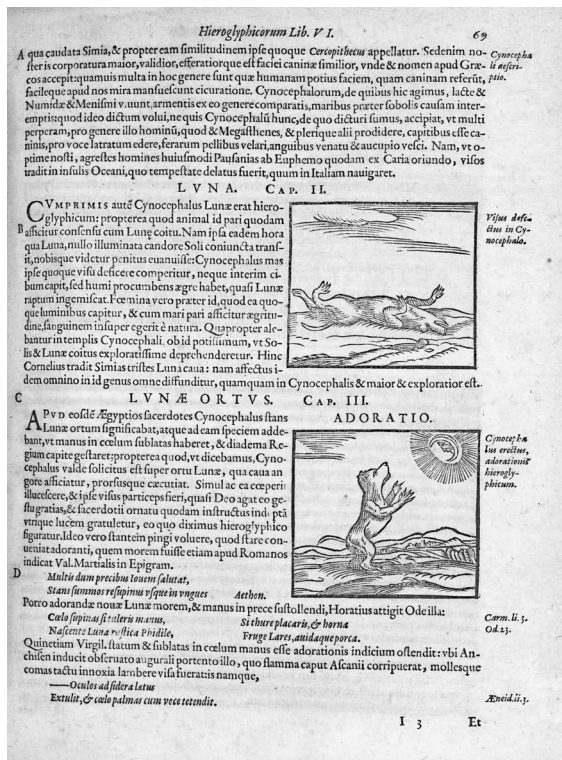 Hieroglyphicorum Lib. VI. 69
A qua caudata Simia, & propter eam similitudinem ipse quoque Cercopithecus appellatur. Sed enim no-
ster is corporatura maior, validior, efferatiorque est faciei caninæ similior, vnde & nomen apud Græ-
cos accepit: quamuis multa in hoc genere sunt quæ humanam potius faciem, quam caninam referūt,
facileque apud nos mira mansuescunt cicuratione. Cynocephalorum, de quibus hic agimus, lacte &
Numidæ & Menismi viuunt, armentis ex eo genere comparatis, maribus præter sobolis causam inter-
emptis: quod ideo dictum volui, ne quis Cynocephalū hunc, de quo dicturi sumus, accipiat, vt multi
perperam, pro genere illo hominū, quod & Megasthenes, & plerique alii prodidere, capitibus esse ca-
ninis, pro voce latratum edere, ferarum pellibus velari, anguibus venatu & aucupio vesci. Nam, vt o-
ptime nosti, agrestes homines huiusmodi Pausanias ab Euphemo quodam ex Caria oriundo, visos
tradit in insulis Oceani, quo tempestate delatus fuerit, quum in Italiam nauigaret.
Cynocepha
li descri-
ptio.
LVNA. CAP. II.
CVMPRIMIS autē Cynocephalus Lunæ erat hiero-
glyphicum: propterea quod animal id pari quodam
B afficitur consensu cum Lunę coitu. Nam ipsa eadem hora
qua Luna, nullo illuminata candore Soli coniuncta trans-
it, nobisque videtur penitus euanuisse: Cynocephalus mas
ipse quoque visu deficere comperitur, neque interim ci-
bum capit, sed humi procumbens ægre habet, quasi Lunæ
raptum ingemiscat. Fœmina vero præter id, quod ea quo-
que luminibus capitur, & cum mari pari afficitur ægritu-
dine, sanguinem insuper egerit è natura. Quapropter ale-
bantur in templis Cynocephali, ob id potissimum, vt So-
lis & Lunæ coitus exploratissime deprehenderetur. Hinc
Cornelius tradit Simias tristes Luna caua: nam affectus i-
dem omnino in id genus omne diffunditur, quamquam in Cynocephalis & maior & exploratior est.
Visus defe-
ctus in Cy-
nocephalo.
C LVNÆ ORTVS. CAP. III.
ADORATIO.
APVD eosdē Ægyptios sacerdotes Cynocephalus stans
Lunæ ortum significabat, atque ad eam speciem adde-
bant, vt manus in cœlum sublatas haberet, & diadema Re-
gium capite gestaret: propterea quod, vt dicebamus, Cyno-
cephalus valde solicitus est super ortu Lunæ, qua caua an
gore afficiatur, prorsusque cæcutiat. Simul ac ea cœperit
illucescere, & ipse visus particeps fieri, quasi Deo agat eo ge-
stu gratias, & sacerdotii ornatu quodam instructus indeptā
vtrique lucem gratuletur, eo quo diximus hieroglyphico
figuratur. Ideo vero stantem pingi voluere, quod stare con-
ueniat adoranti, quem morem fuisse etiam apud Romanos
indicat Val. Martialis in Epigram.
Cynocepha
lus erectus,
adorationis
hierogly-
phicum.
D Multis dum precibus Iouem salutat,
Stans summos resupinus vsque in vngues Aethon.
Porro adorandæ nouæ Lunæ morem, & manus in prece sustollendi, Horatius attigit Ode illa:
Cœlo supinas si tuleris manus, Si thure placaris, & horna
Nascente Luna rustica Phidile, Fruge Lares, auidaque porca.
Carm. li. 3.
Od. 23.
Quinetiam Virgil. statum & sublatas in cœlum manus esse adorationis indicium ostendit: vbi An-
chisen inducit obseruato augurali portento illo, quo flamma caput Ascanii corripuerat, mollesque
comas tactu innoxia lambere visa fuerat: is namque,
—Oculos ad sidera lætus
Extulit, & cœlo palmas cum voce tetendit.
Æneid. li. 3.
I 3 Et